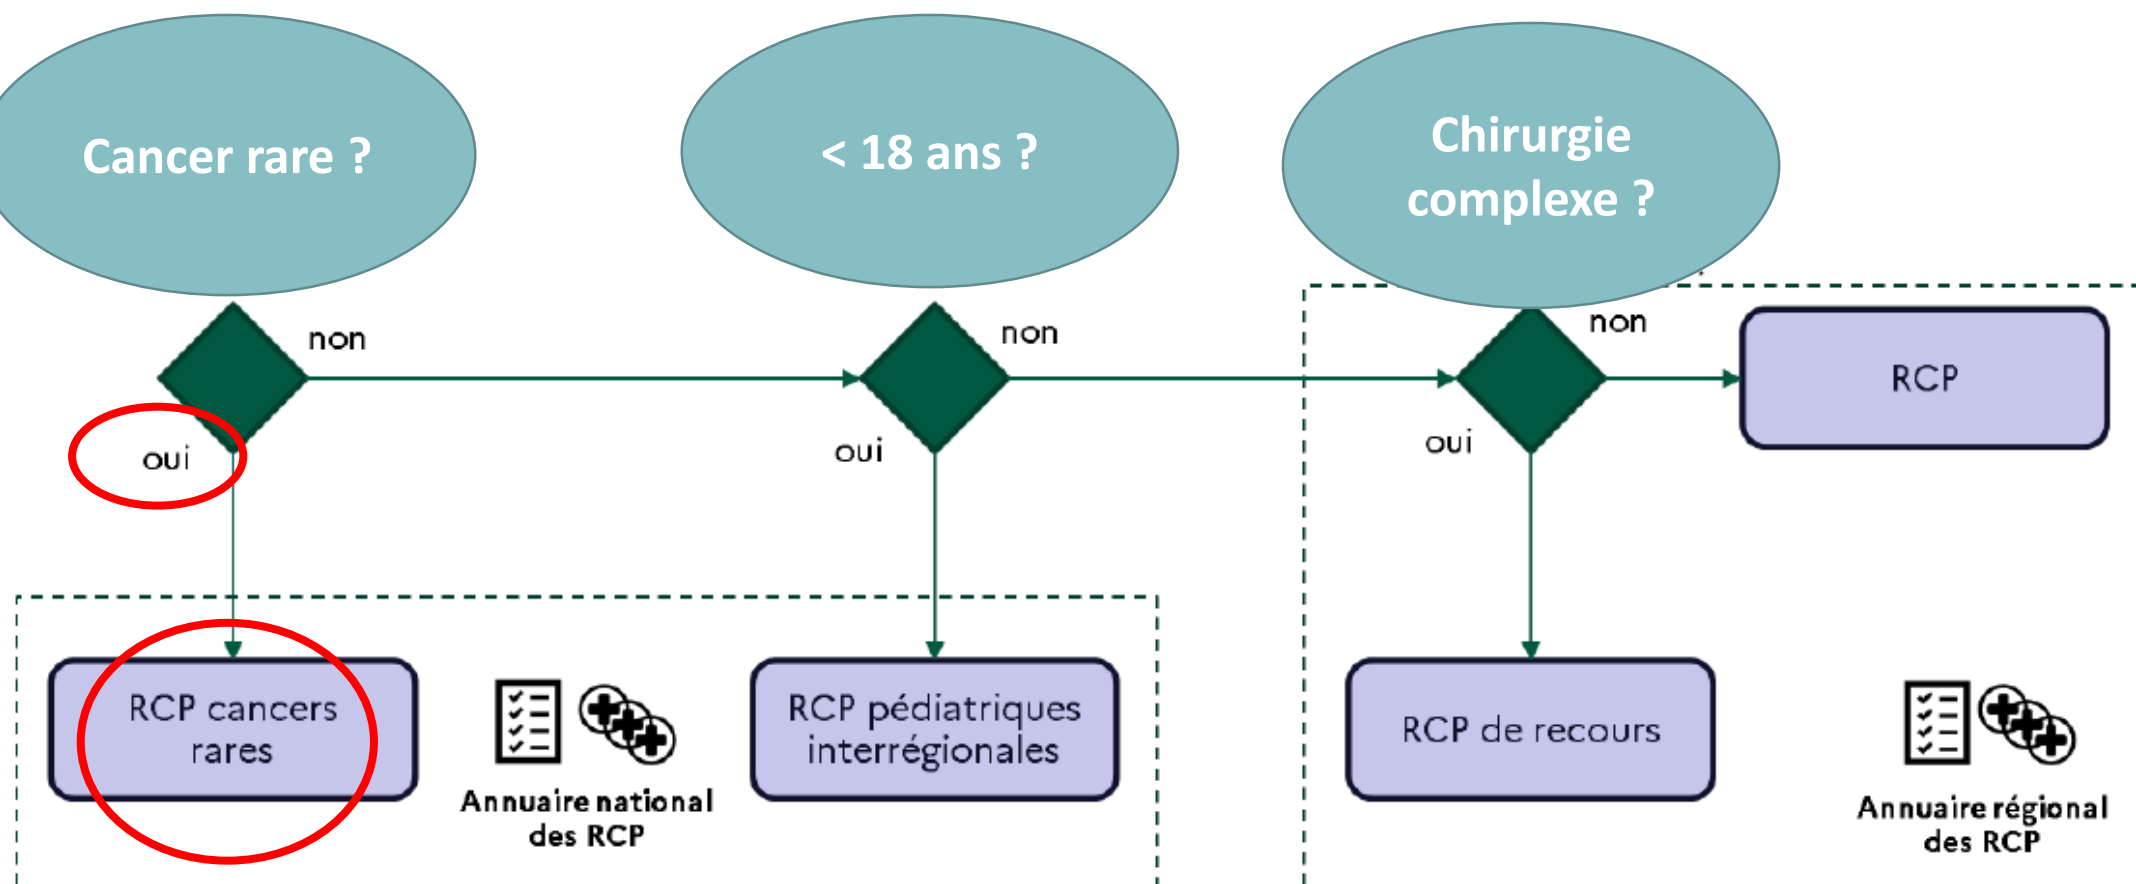 Cancer rare ?
< 18 ans ?
Chirurgie
complexe ?
non
non
non
RCP
oui
oui
oui
RCP cancers
rares
Annuaire national
des RCP
RCP pédiatriques
interrégionales
RCP de recours
Annuaire régional
des RCP